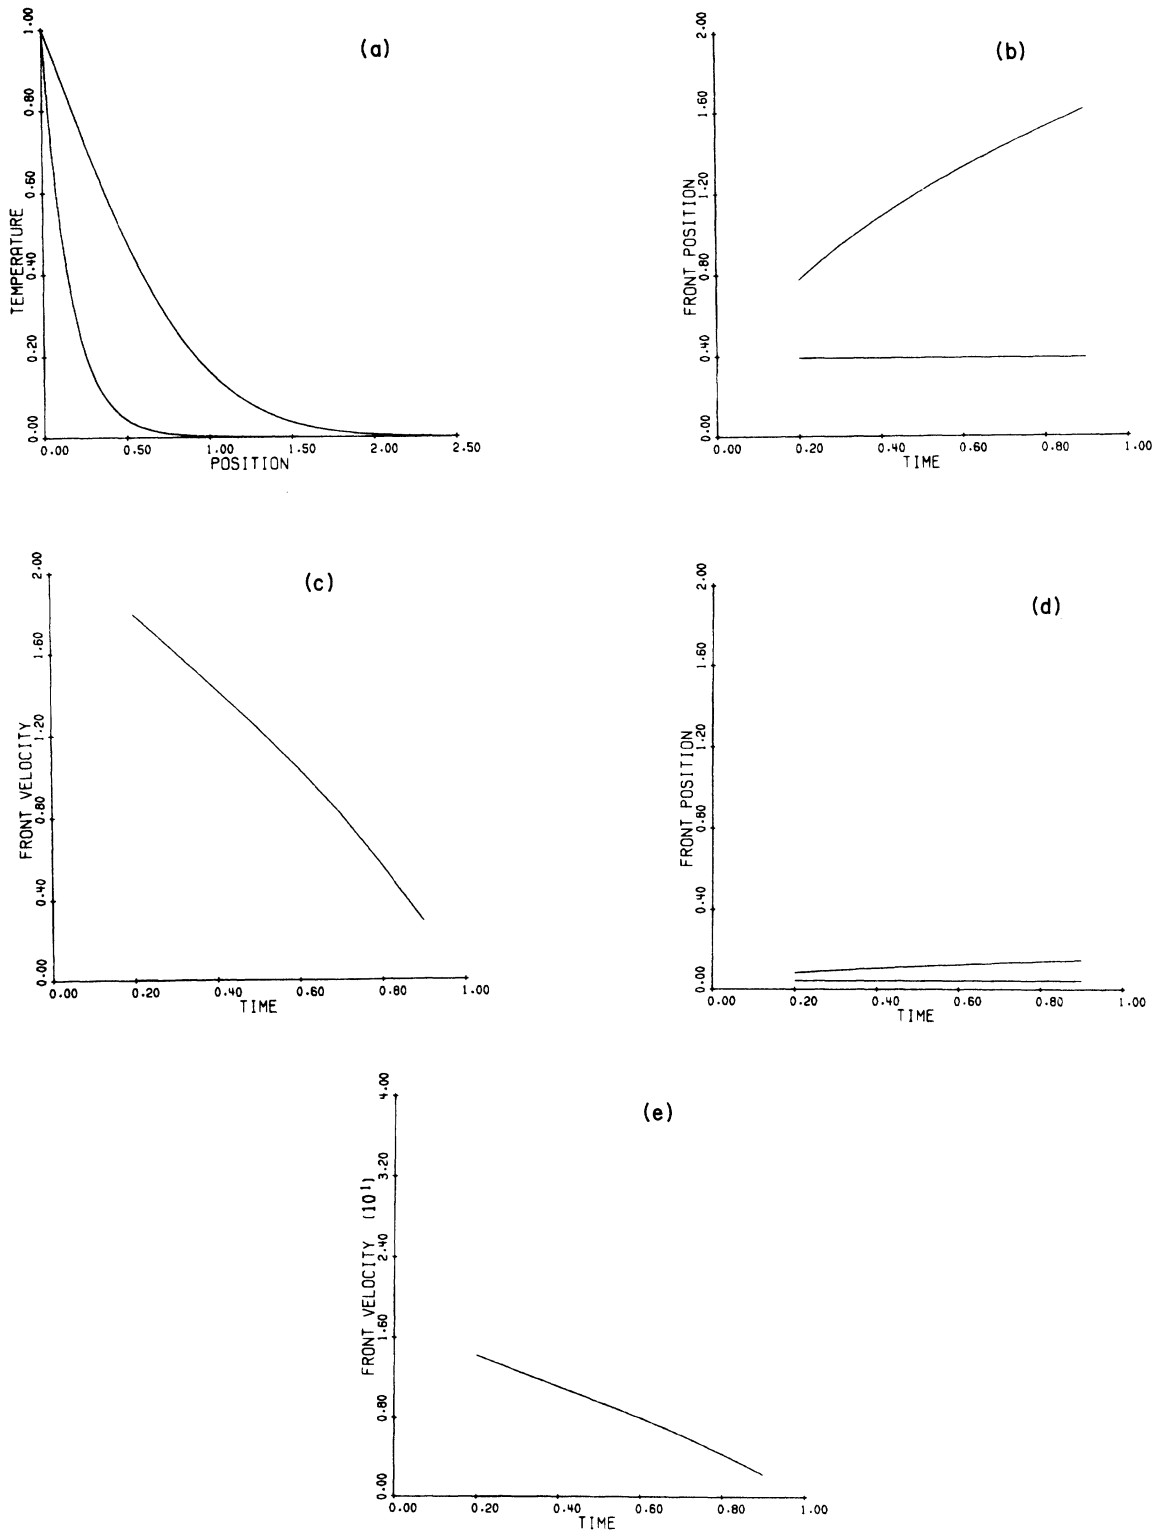 (a)
TEMPERATURE
1.00
0.80
0.60
0.40
0.20
0.00
0.00 0.50 1.00 1.50 2.00 2.50
POSITION
(b)
FRONT POSITION
2.00
1.60
1.20
0.80
0.40
0.00
0.00 0.20 0.40 0.60 0.80 1.00
TIME
(c)
FRONT VELOCITY
2.00
1.60
1.20
0.80
0.40
0.00
0.00 0.20 0.40 0.60 0.80 1.00
TIME
(d)
FRONT POSITION
2.00
1.60
1.20
0.80
0.40
0.00
0.00 0.20 0.40 0.60 0.80 1.00
TIME
(e)
FRONT VELOCITY (10¹)
4.00
3.20
2.40
1.60
0.80
0.00
0.00 0.20 0.40 0.60 0.80 1.00
TIME